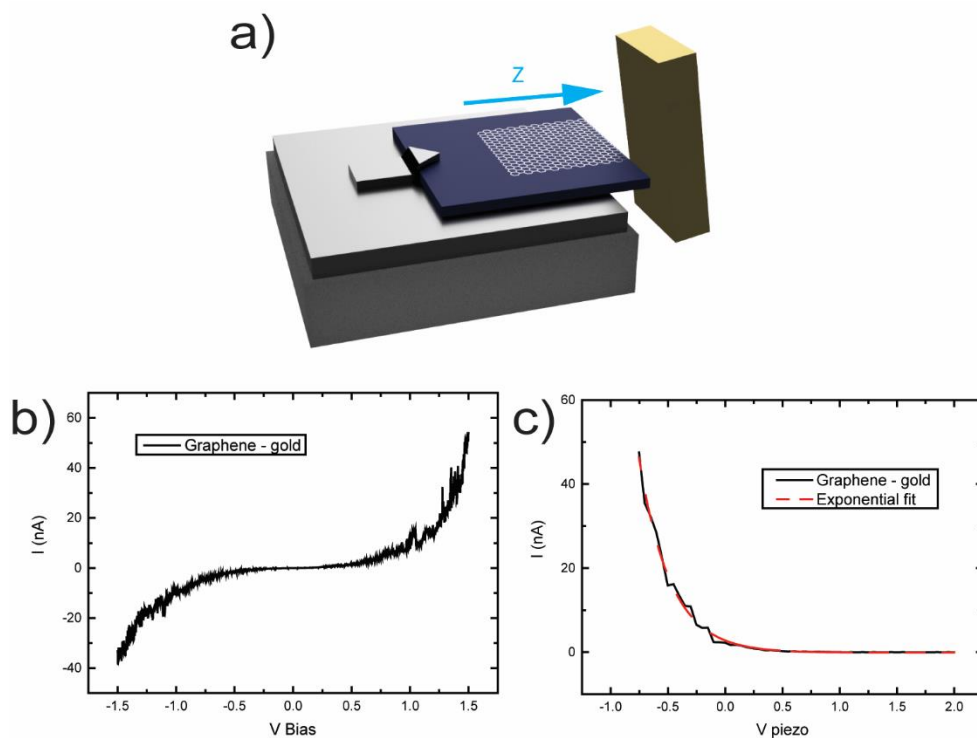 a)
z
b)
60
40
20
0
-20
-40
I (nA)
Graphene - gold
-1.5 -1.0 -0.5 0.0 0.5 1.0 1.5
V Bias
c)
60
40
20
0
I (nA)
Graphene - gold
Exponential fit
-1.0 -0.5 0.0 0.5 1.0 1.5 2.0
V piezo